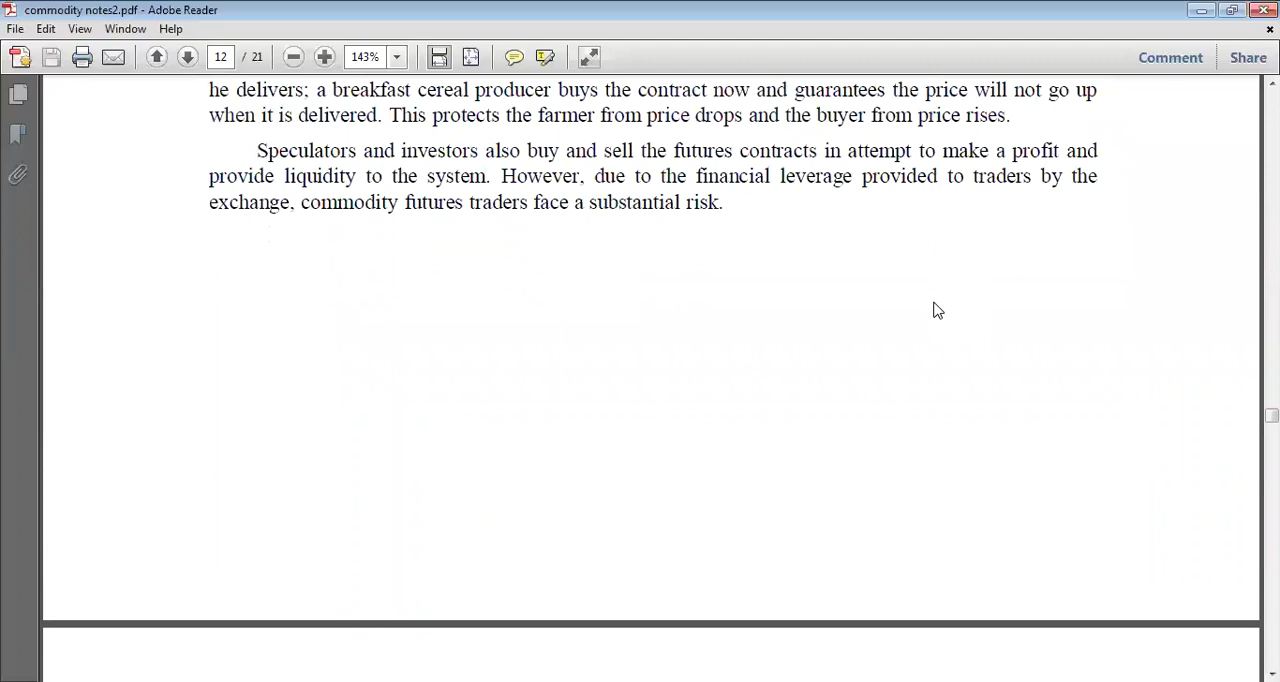 commodity notes2.pdf - Adobe Reader
File Edit View Window Help
12 / 21 143% Comment Share
he delivers; a breakfast cereal producer buys the contract now and guarantees the price will not go up
when it is delivered. This protects the farmer from price drops and the buyer from price rises.
Speculators and investors also buy and sell the futures contracts in attempt to make a profit and
provide liquidity to the system. However, due to the financial leverage provided to traders by the
exchange, commodity futures traders face a substantial risk.